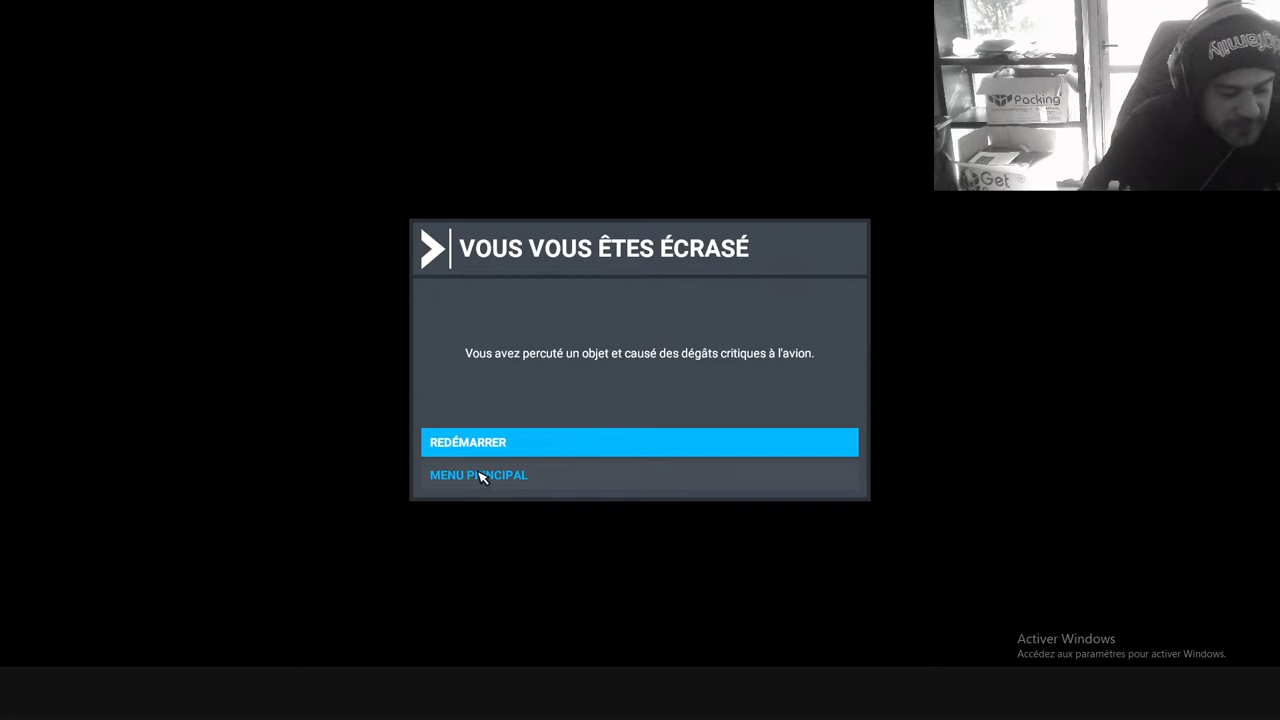 Packing
Get
VOUS VOUS ÊTES ÉCRASÉ
Vous avez percuté un objet et causé des dégâts critiques à l'avion.
REDÉMARRER
MENU PRINCIPAL
Activer Windows
Accédez aux paramètres pour activer Windows.